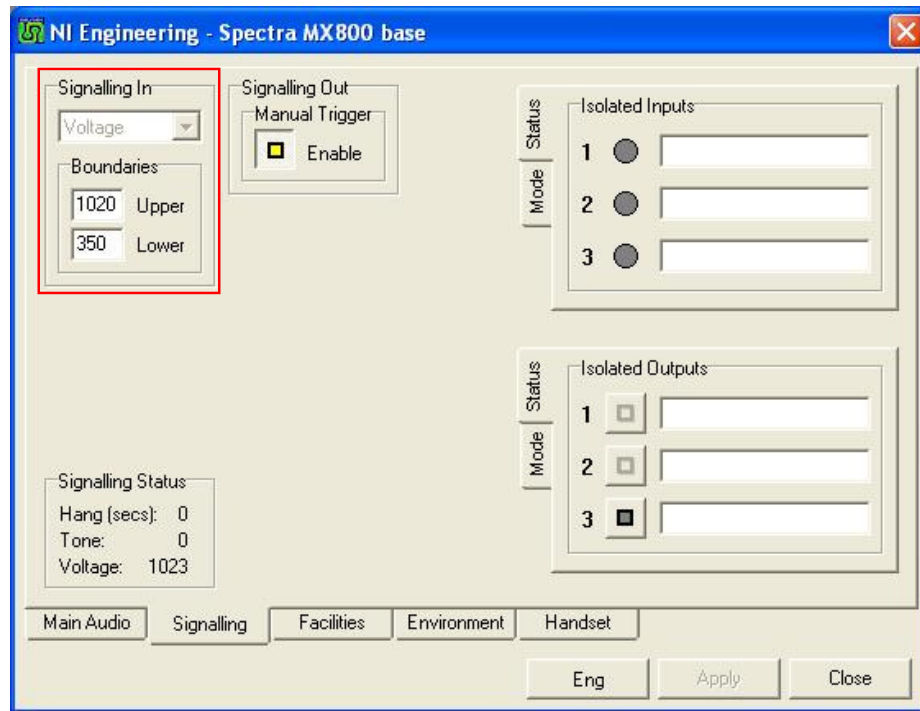 NI Engineering - Spectra MX800 base
Signalling In
Voltage
Boundaries
1020 Upper
350 Lower
Signalling Out
Manual Trigger
Enable
Status
Mode
Isolated Inputs
1
2
3
Status
Mode
Isolated Outputs
1
2
3
Signalling Status
Hang (secs): 0
Tone: 0
Voltage: 1023
Main Audio Signalling Facilities Environment Handset
Eng Apply Close